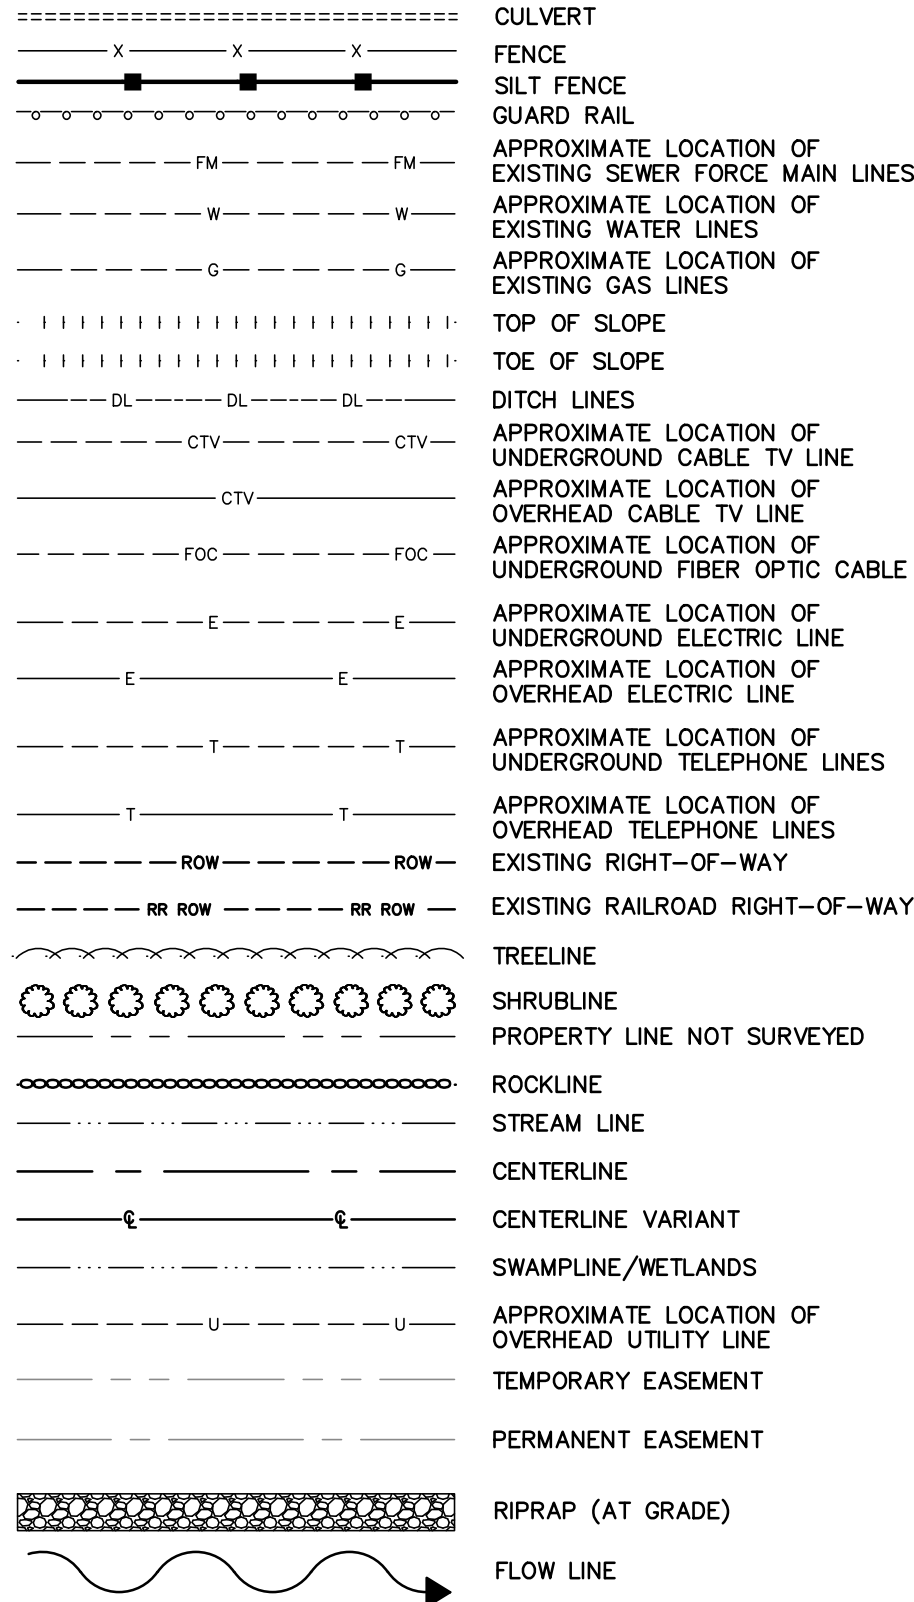 CULVERT
X X X FENCE
SILT FENCE
GUARD RAIL
APPROXIMATE LOCATION OF
FM FM EXISTING SEWER FORCE MAIN LINES
APPROXIMATE LOCATION OF
W W EXISTING WATER LINES
APPROXIMATE LOCATION OF
G G EXISTING GAS LINES
TOP OF SLOPE
TOE OF SLOPE
DL DL DL DITCH LINES
APPROXIMATE LOCATION OF
CTV CTV UNDERGROUND CABLE TV LINE
APPROXIMATE LOCATION OF
CTV OVERHEAD CABLE TV LINE
APPROXIMATE LOCATION OF
FOC FOC UNDERGROUND FIBER OPTIC CABLE
APPROXIMATE LOCATION OF
E E UNDERGROUND ELECTRIC LINE
APPROXIMATE LOCATION OF
E E OVERHEAD ELECTRIC LINE
APPROXIMATE LOCATION OF
T T UNDERGROUND TELEPHONE LINES
APPROXIMATE LOCATION OF
T T OVERHEAD TELEPHONE LINES
ROW ROW EXISTING RIGHT-OF-WAY
RR ROW RR ROW EXISTING RAILROAD RIGHT-OF-WAY
TREELINE
SHRUBLINE
PROPERTY LINE NOT SURVEYED
ROCKLINE
STREAM LINE
CENTERLINE
℄ ℄ CENTERLINE VARIANT
SWAMPLINE/WETLANDS
APPROXIMATE LOCATION OF
U U OVERHEAD UTILITY LINE
TEMPORARY EASEMENT
PERMANENT EASEMENT
RIPRAP (AT GRADE)
FLOW LINE